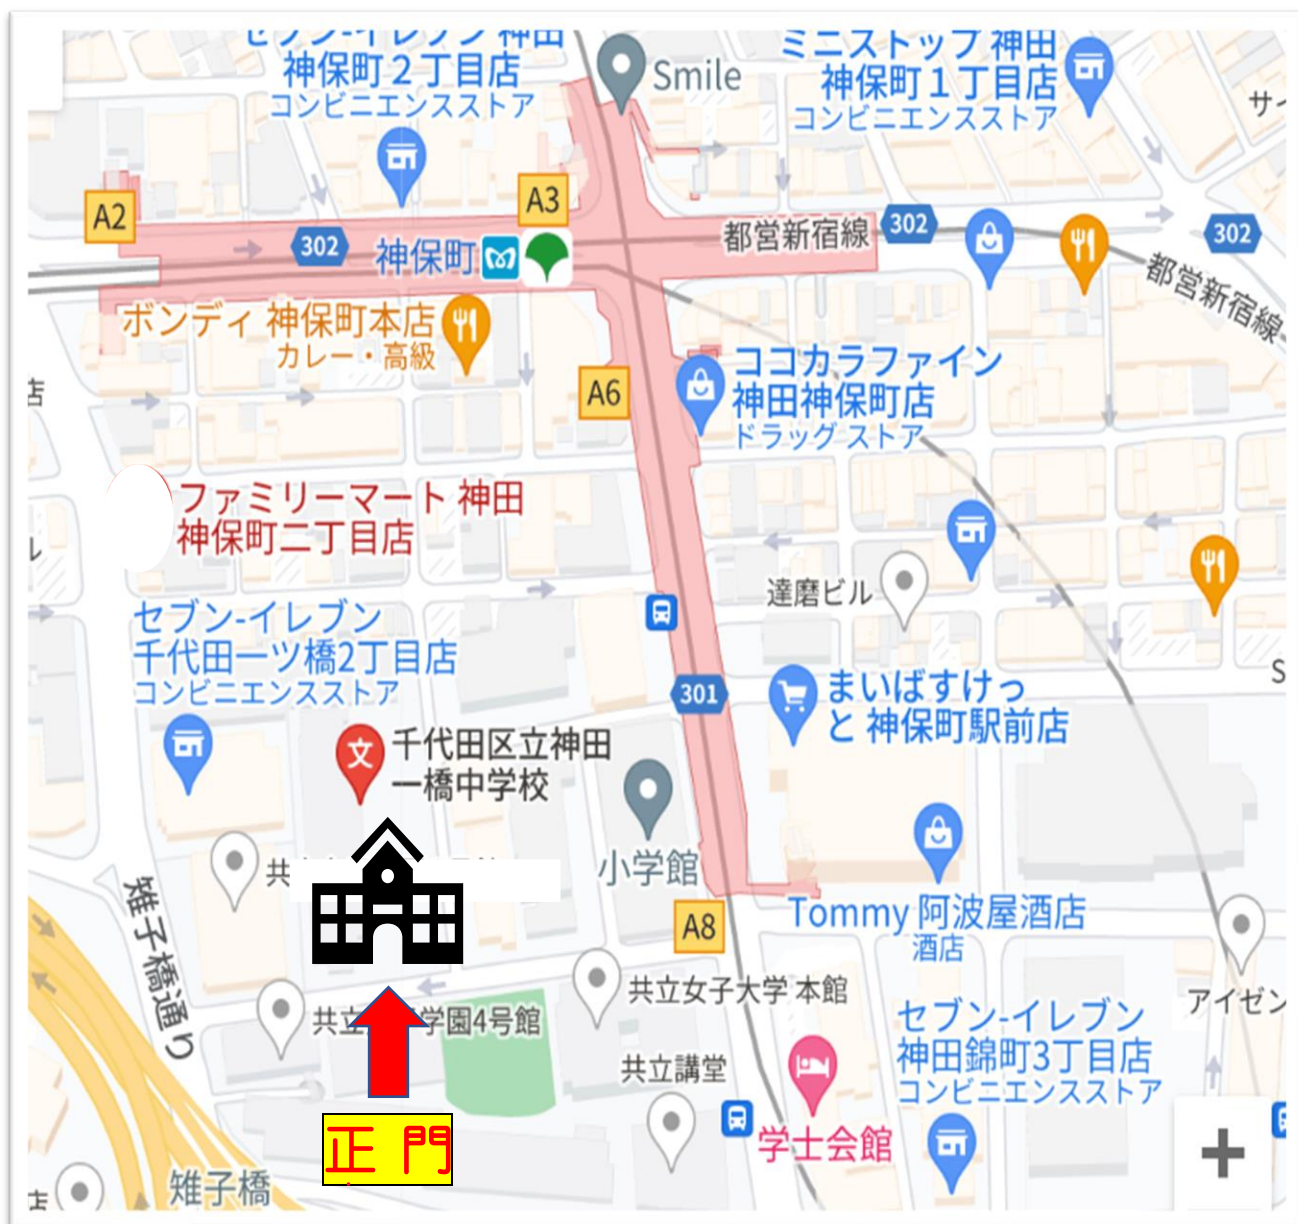 セブン-イレブン 神田
神保町2丁目店
コンビニエンスストア
Smile
ミニストップ 神田
神保町1丁目店
コンビニエンスストア
サイ
A2
A3
302
神保町
都営新宿線
302
302
都営新宿線
ボンディ 神保町本店
カレー・高級
A6
ココカラファイン
神田神保町店
ドラッグ ストア
店
ファミリーマート 神田
神保町二丁目店
ル
達磨ビル
セブン-イレブン
千代田一ツ橋2丁目店
コンビニエンスストア
301
まいばすけっ
と 神保町駅前店
S
文
千代田区立神田
一橋中学校
小学館
共
A8
Tommy 阿波屋酒店
酒店
雉子橋通り
共立女子大学 本館
アイゼン
共立
学園4号館
セブン-イレブン
神田錦町3丁目店
コンビニエンスストア
共立講堂
学士会館
正 門
雉子橋
店